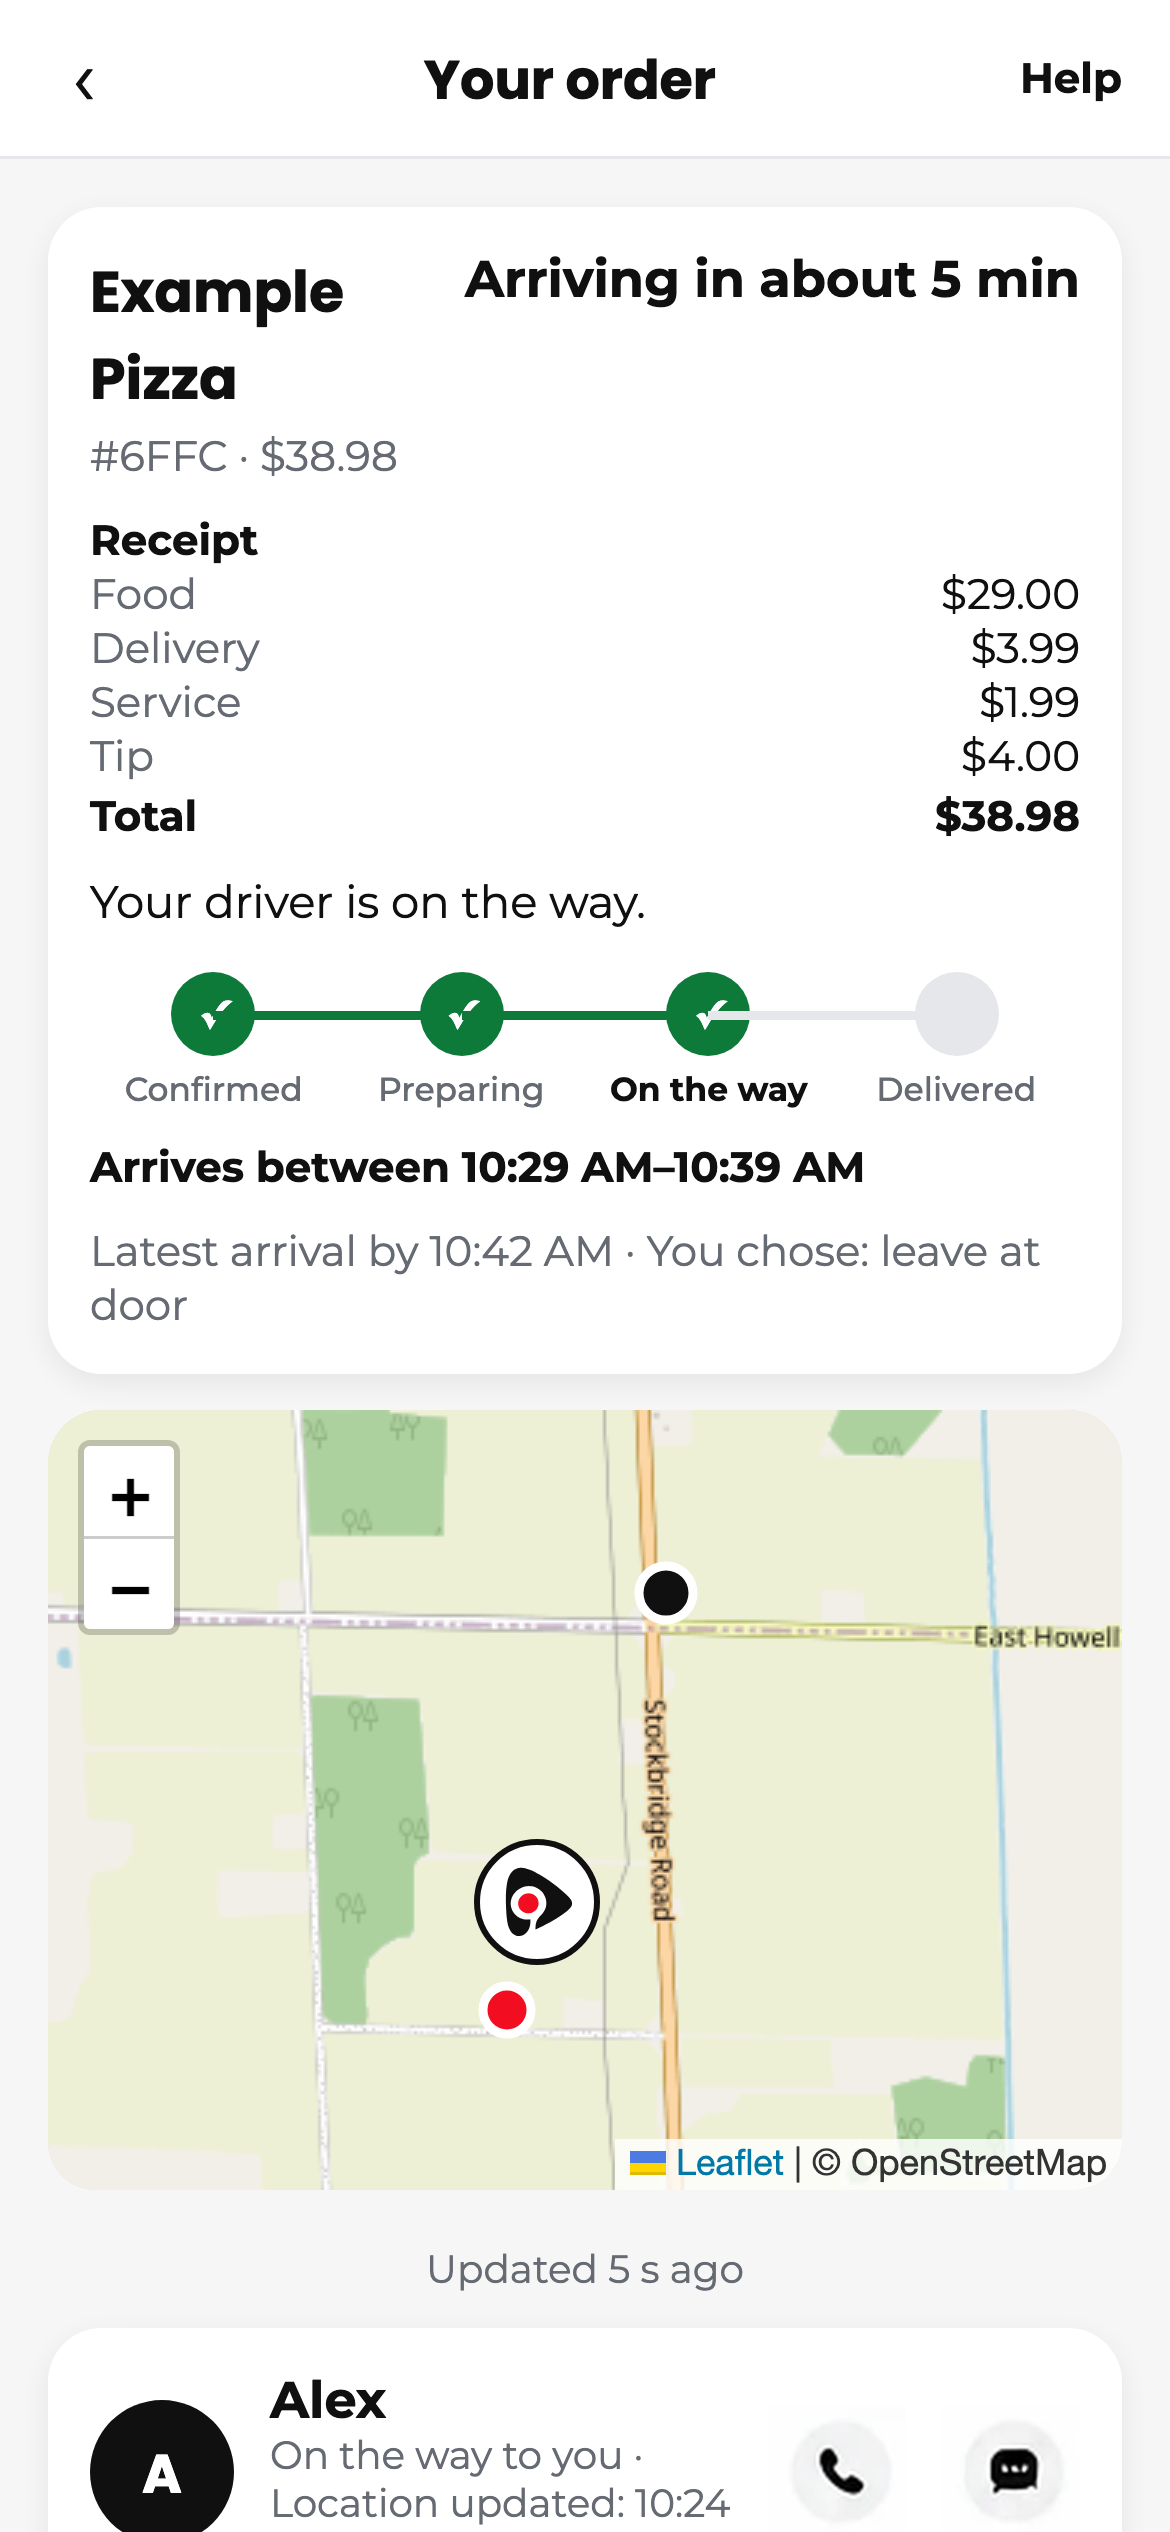 ‹ Your order Help
Example Pizza
Arriving in about 5 min
#6FFC · $38.98
Receipt
Food $29.00
Delivery $3.99
Service $1.99
Tip $4.00
Total $38.98
Your driver is on the way.
Confirmed Preparing On the way Delivered
Arrives between 10:29 AM–10:39 AM
Latest arrival by 10:42 AM · You chose: leave at
door
+
−
East Howell
Stockbridge Road
Leaflet | © OpenStreetMap
Updated 5 s ago
A
Alex
On the way to you ·
Location updated: 10:24